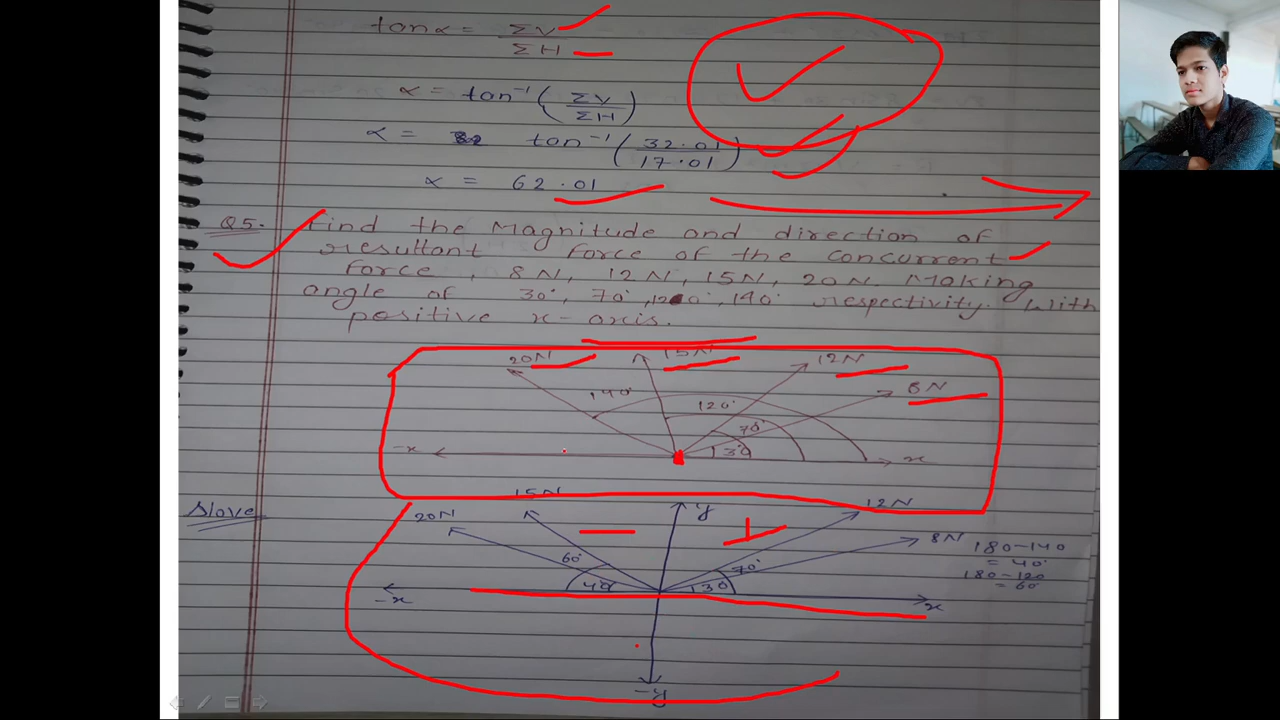 tanα = ΣV
ΣH
α = tan⁻¹ (ΣV
ΣH)
α = tan⁻¹ (32.01
17.01)
α = 62.01
Q5. Find the Magnitude and direction of
resultant force of the concurrent
force, 8N, 12N, 15N, 20N. Making
angle of 30°, 70°, 120°, 140° respectivity. With
positive x-axis.
20N 15N 12N 8N
140° 120° 70°
-x 30 x
Slove
20N 15N y 12N
8N
60° 70°
40 30
-x x
-y
180-140
= 40°
180-120
= 60°